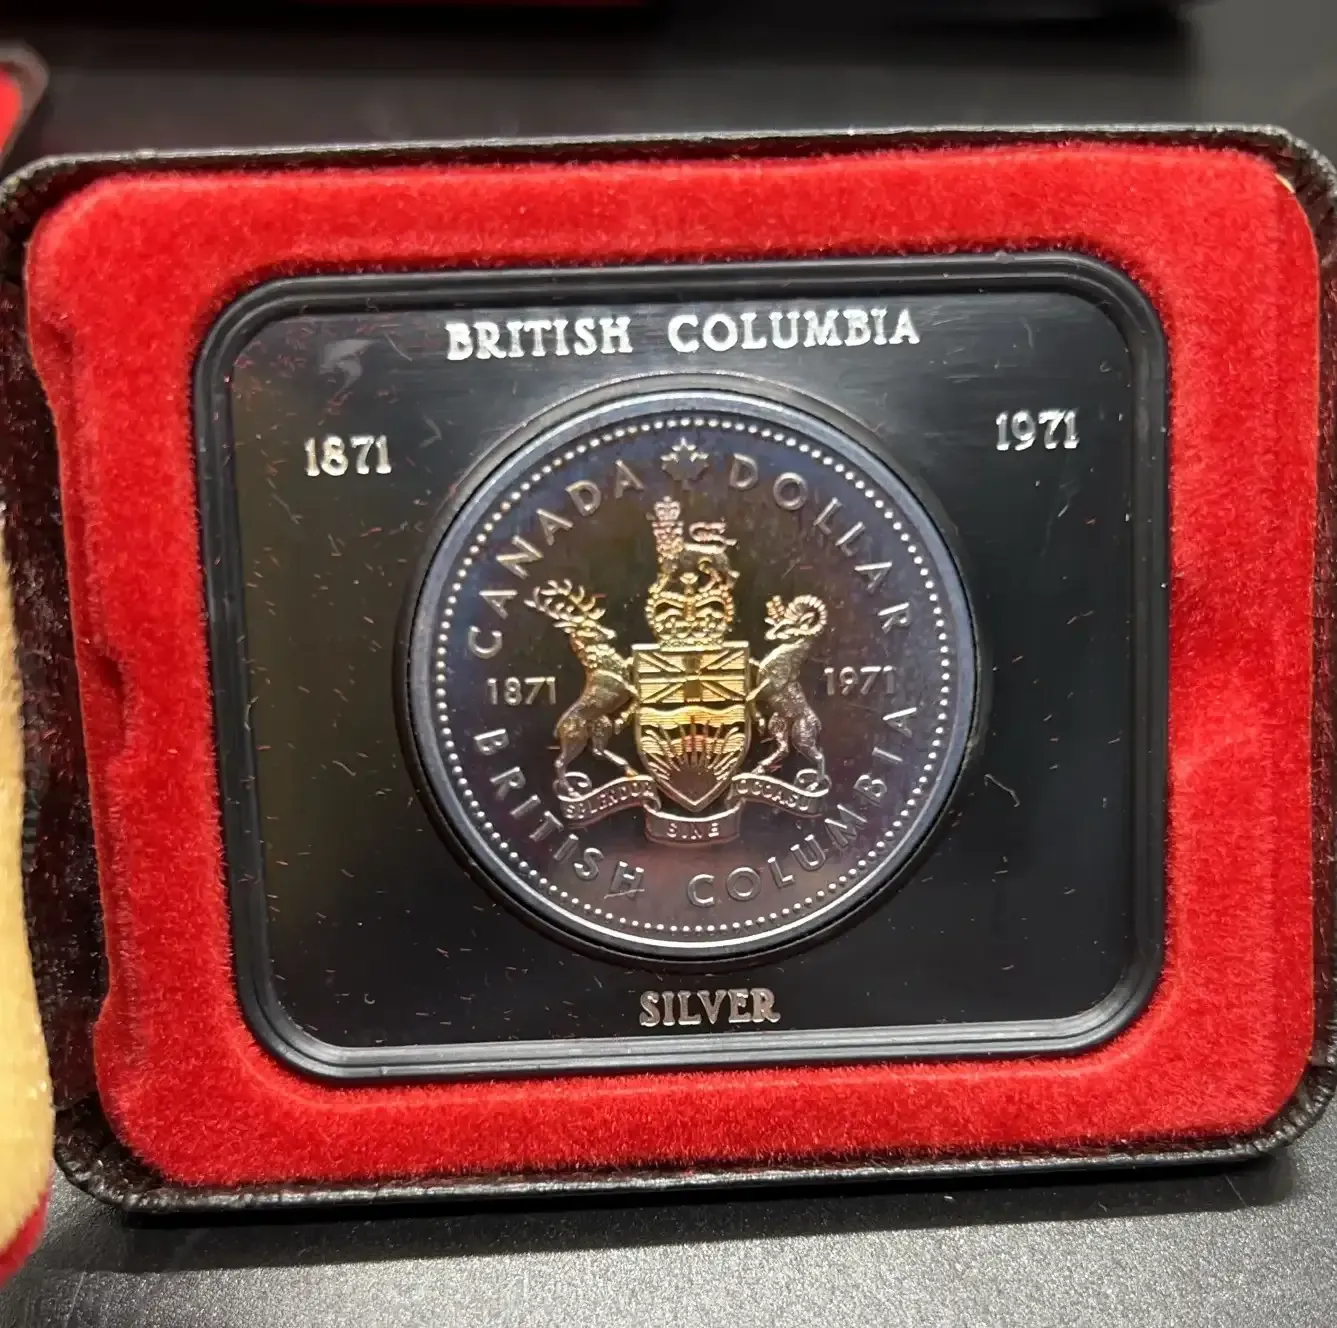 BRITISH COLUMBIA
1871 1971
CANADA DOLLAR
1871 1971
SPLENDOR SINE OCCASU
BRITISH COLUMBIA
SILVER